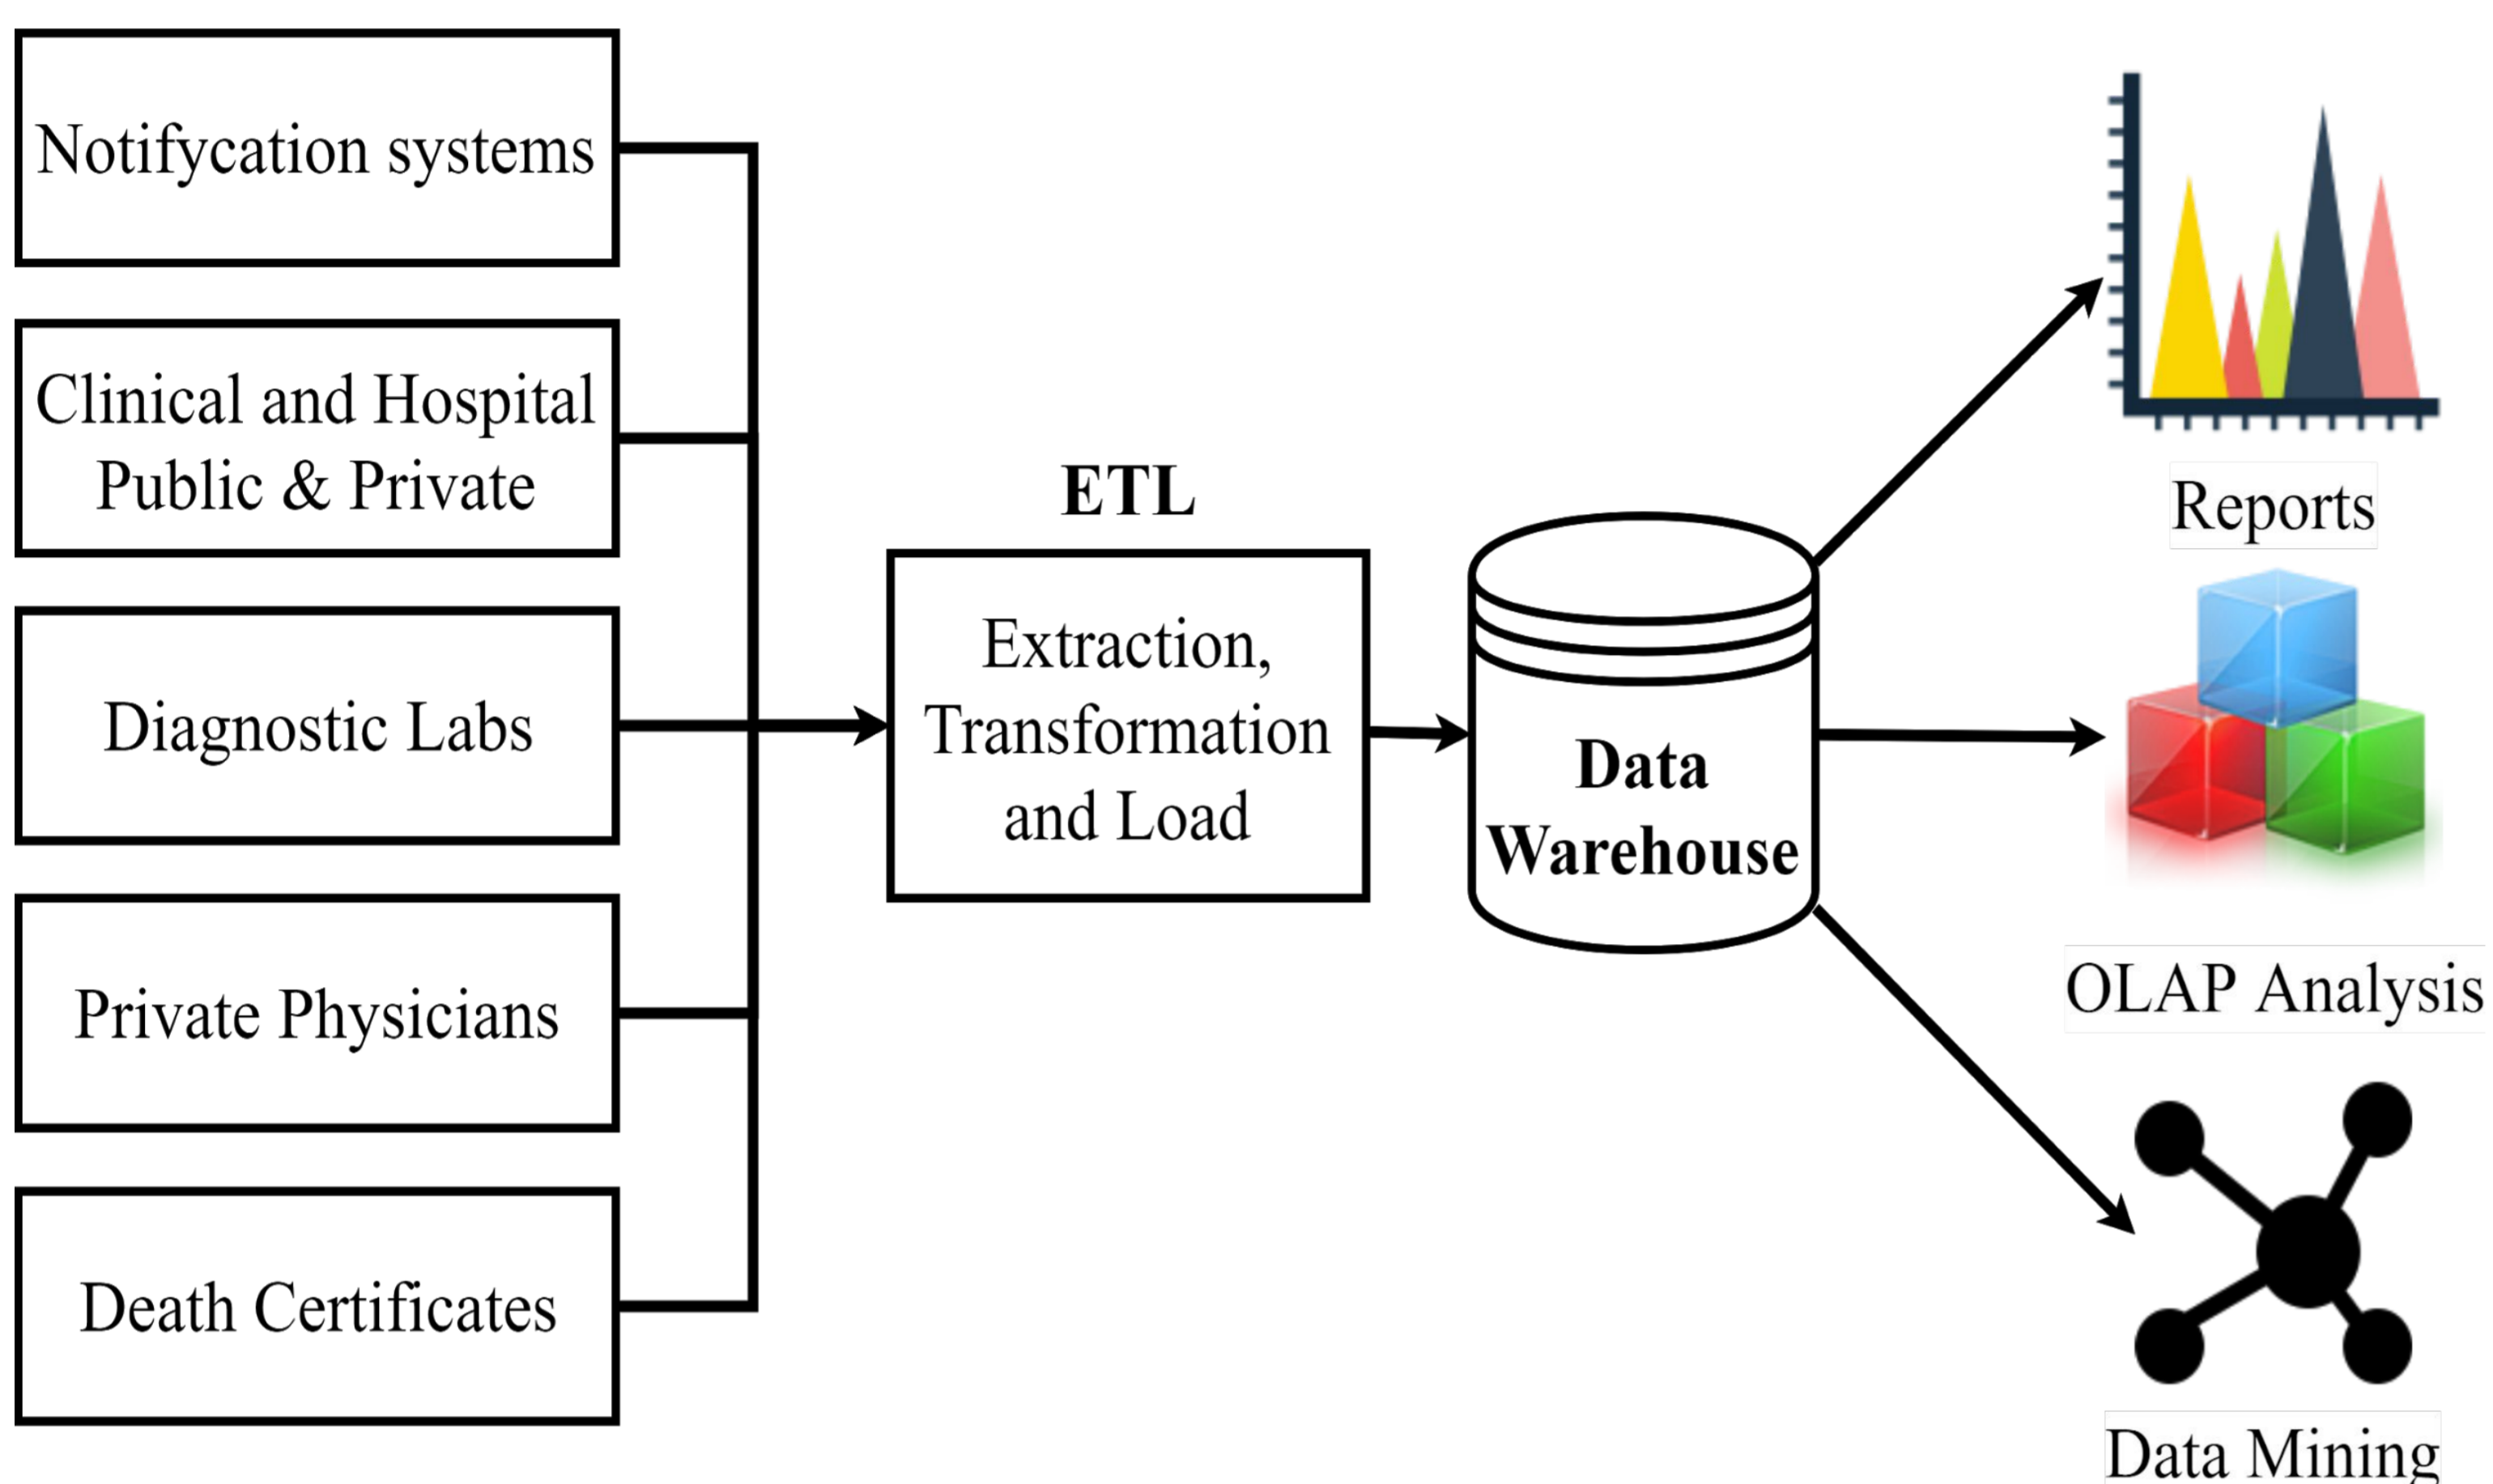 Notifycation systems
Clinical and Hospital
Public & Private
Diagnostic Labs
Private Physicians
Death Certificates
ETL
Extraction,
Transformation
and Load
Data
Warehouse
Reports
OLAP Analysis
Data Mining